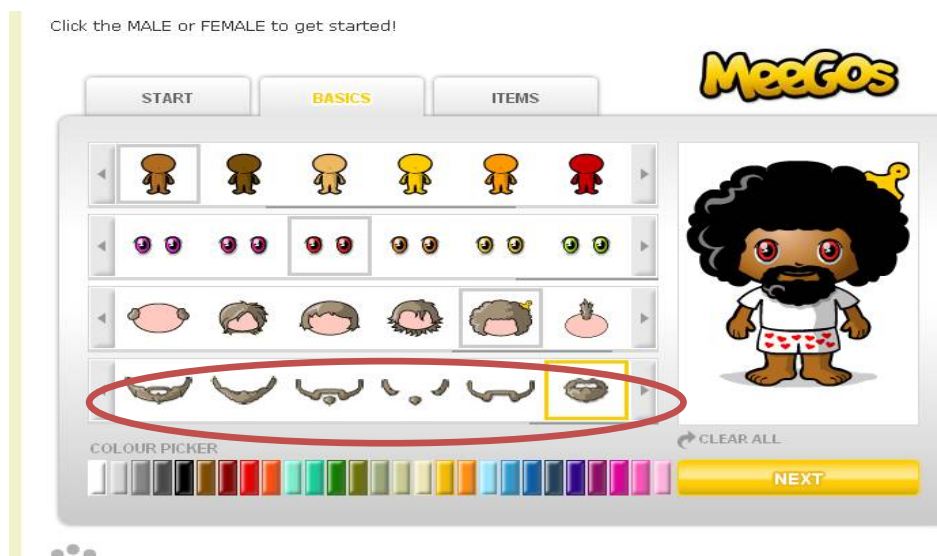 Click the MALE or FEMALE to get started!
MeeGos
START BASICS ITEMS
COLOUR PICKER
CLEAR ALL
NEXT